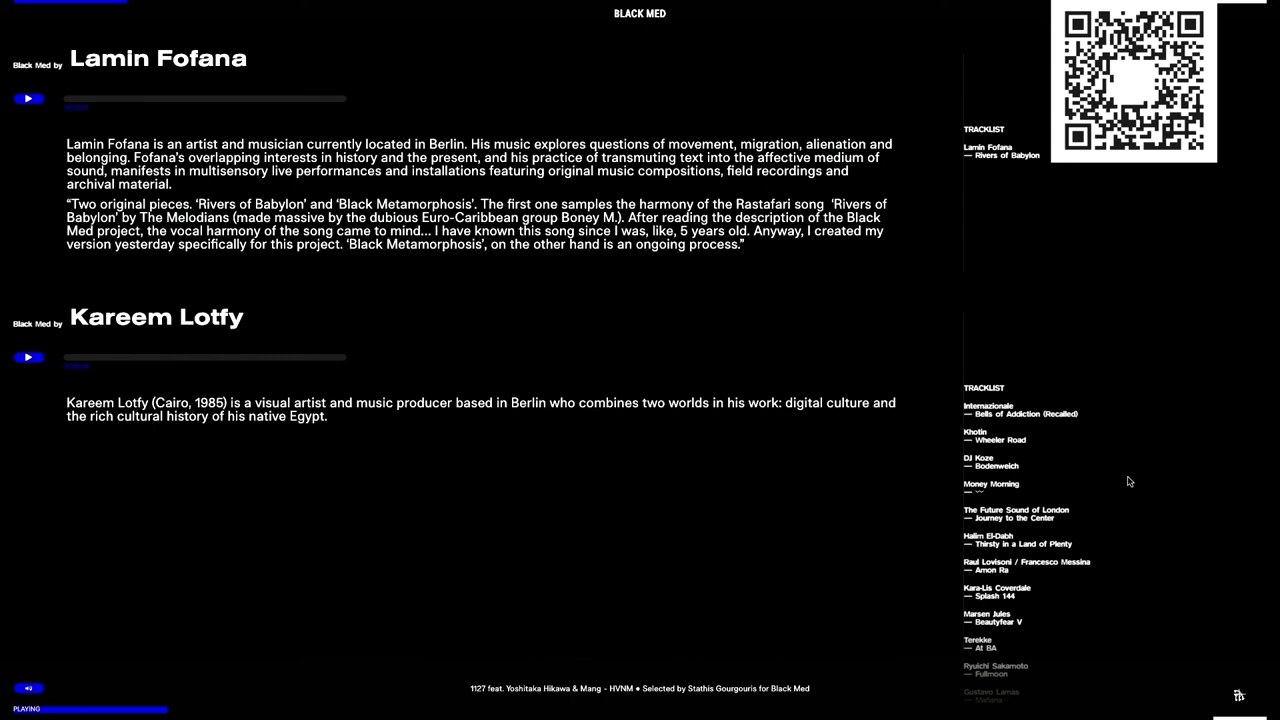 BLACK MED
Black Med by Lamin Fofana
Lamin Fofana is an artist and musician currently located in Berlin. His music explores questions of movement, migration, alienation and
belonging. Fofana's overlapping interests in history and the present, and his practice of transmuting text into the affective medium of
sound, manifests in multisensory live performances and installations featuring original music compositions, field recordings and
archival material.
“Two original pieces. ‘Rivers of Babylon’ and ‘Black Metamorphosis’. The first one samples the harmony of the Rastafari song ‘Rivers of
Babylon’ by The Melodians (made massive by the dubious Euro-Caribbean group Boney M.). After reading the description of the Black
Med project, the vocal harmony of the song came to mind... I have known this song since I was, like, 5 years old. Anyway, I created my
version yesterday specifically for this project. ‘Black Metamorphosis’, on the other hand is an ongoing process.”
TRACKLIST
Lamin Fofana
— Rivers of Babylon
Black Med by Kareem Lotfy
Kareem Lotfy (Cairo, 1985) is a visual artist and music producer based in Berlin who combines two worlds in his work: digital culture and
the rich cultural history of his native Egypt.
TRACKLIST
Internazionale
— Bells of Addiction (Recalled)
Khotin
— Wheeler Road
DJ Koze
— Bodenweich
Money Morning
— 〰
The Future Sound of London
— Journey to the Center
Halim El-Dabh
— Thirsty in a Land of Plenty
Raul Lovisoni / Francesco Messina
— Amon Ra
Kara-Lis Coverdale
— Splash 144
Marsen Jules
— Beautyfear V
Terekke
— At BA
Ryuichi Sakamoto
— Fullmoon
Gustavo Lamas
— Mañana
1127 feat. Yoshitaka Hikawa & Mang - HVNM ● Selected by Stathis Gourgouris for Black Med
PLAYING